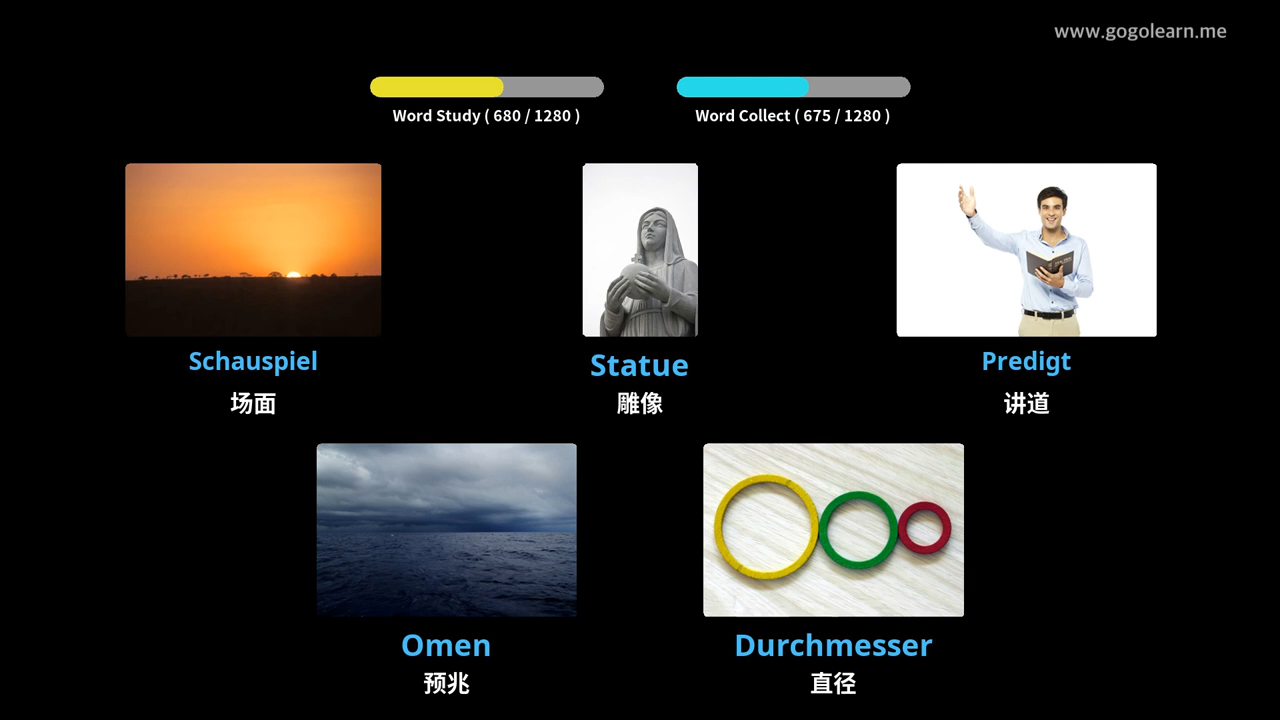 www.gogolearn.me
Word Study ( 680 / 1280 )
Word Collect ( 675 / 1280 )
Schauspiel
场面
Statue
雕像
Predigt
讲道
Omen
预兆
Durchmesser
直径